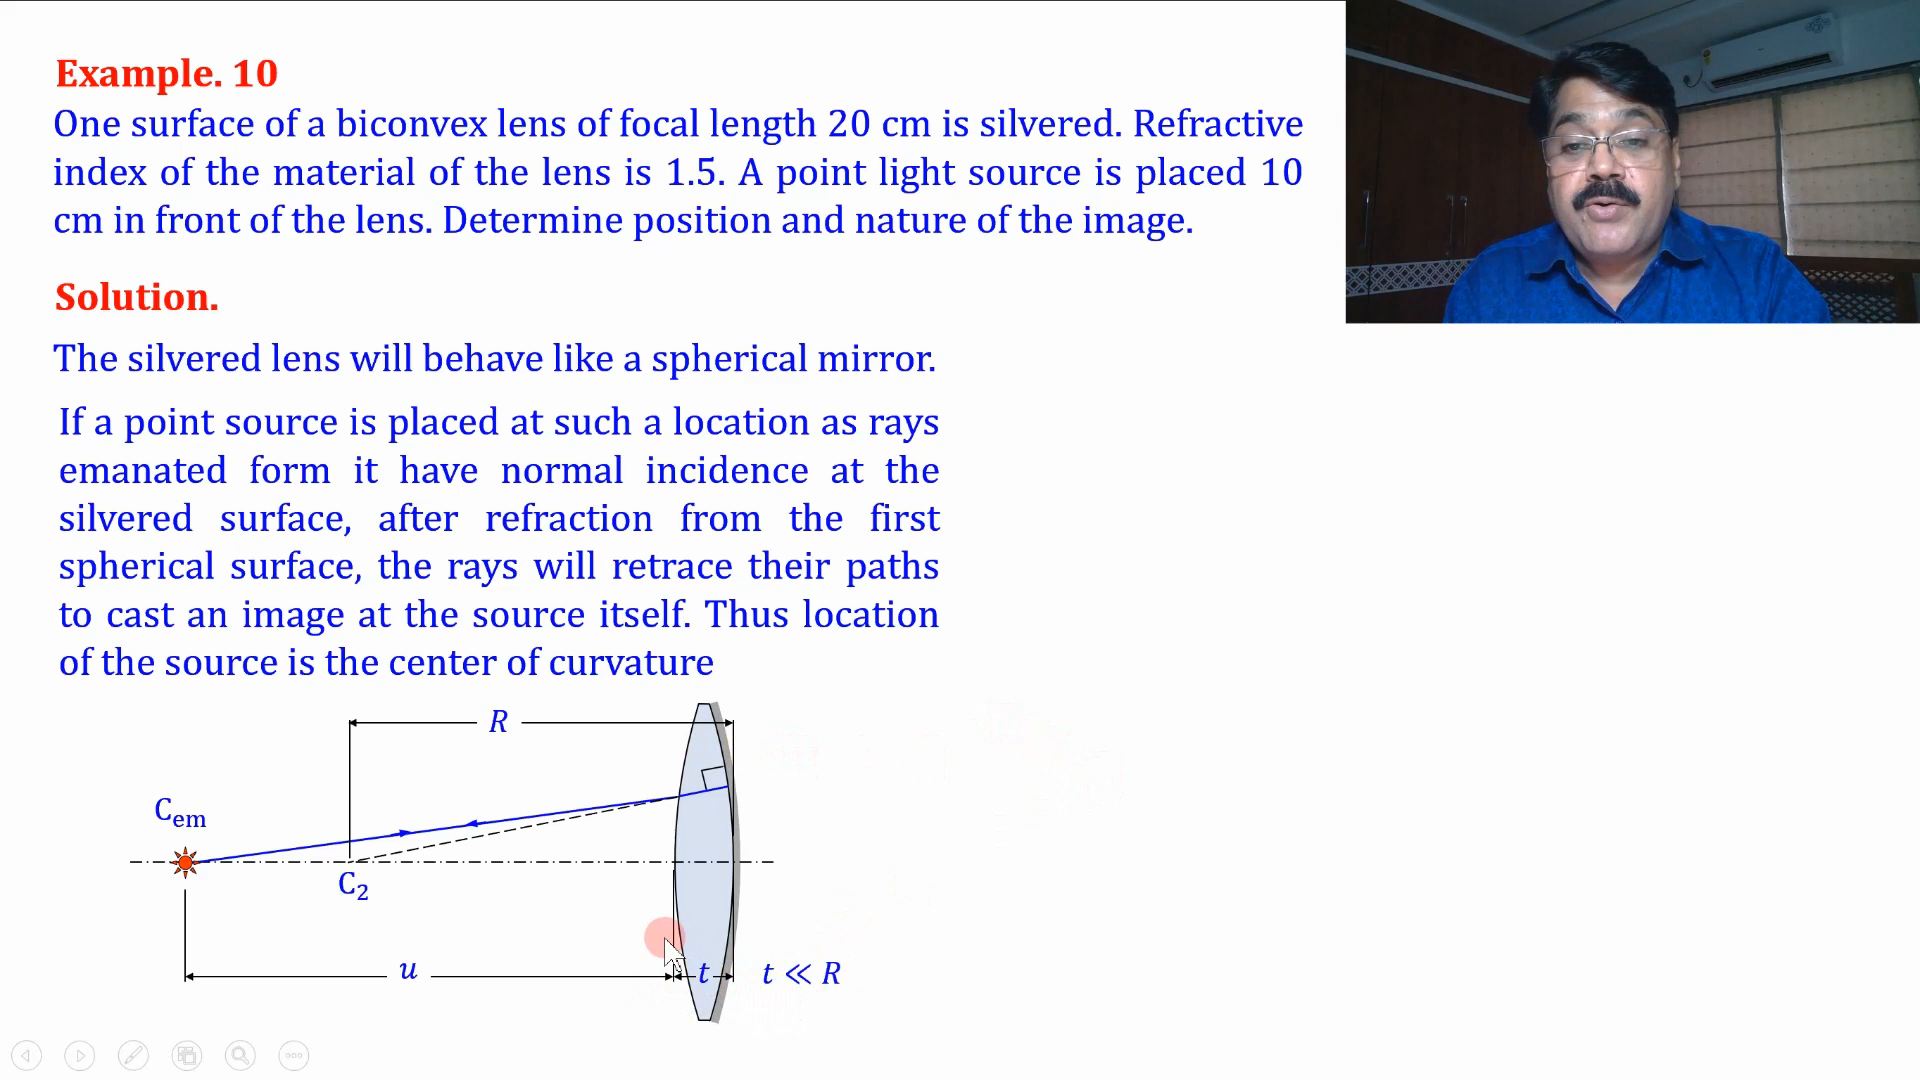 Example. 10
One surface of a biconvex lens of focal length 20 cm is silvered. Refractive
index of the material of the lens is 1.5. A point light source is placed 10
cm in front of the lens. Determine position and nature of the image.
Solution.
The silvered lens will behave like a spherical mirror.
If a point source is placed at such a location as rays
emanated form it have normal incidence at the
silvered surface, after refraction from the first
spherical surface, the rays will retrace their paths
to cast an image at the source itself. Thus location
of the source is the center of curvature
R
C_em
C_2
u
t
t ≪ R